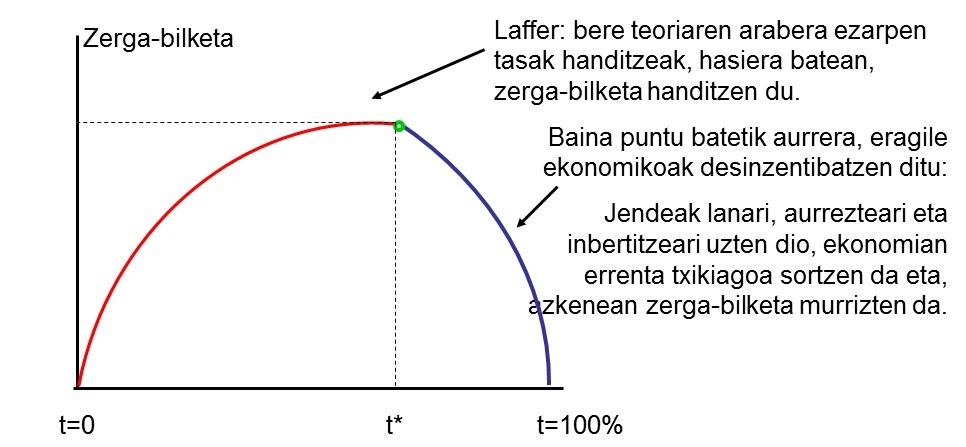 Zerga-bilketa
Laffer: bere teoriaren arabera ezarpen
tasak handitzeak, hasiera batean,
zerga-bilketa handitzen du.
Baina puntu batetik aurrera, eragile
ekonomikoak desinzentibatzen ditu:
Jendeak lanari, aurrezteari eta
inbertitzeari uzten dio, ekonomian
errenta txikiagoa sortzen da eta,
azkenean zerga-bilketa murrizten da.
t=0
t*
t=100%